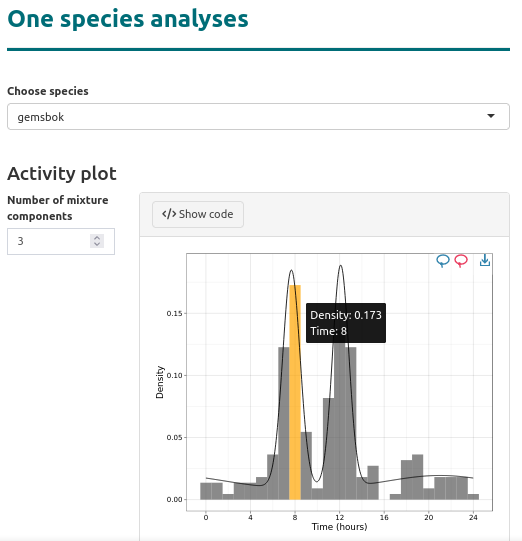 One species analyses
Choose species
gemsbok
Activity plot
Number of mixture
components
3
</> Show code
Density: 0.173
Time: 8
0.15
0.10
0.05
0.00
Density
0 4 8 12 16 20 24
Time (hours)